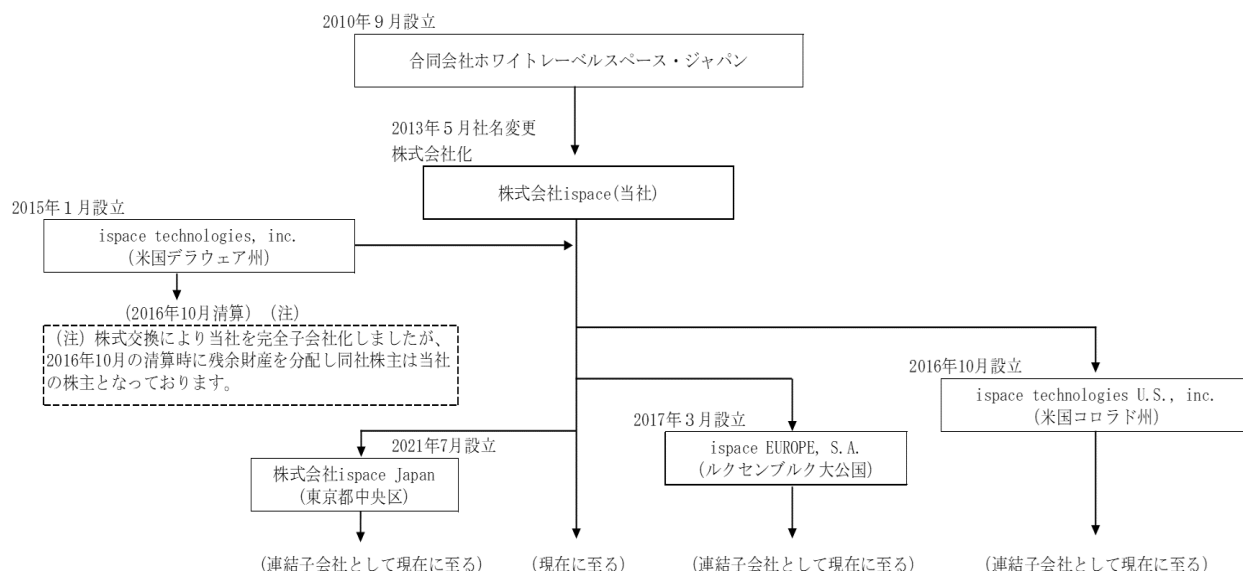 2010年９月設立
合同会社ホワイトレーベルスペース・ジャパン
2013年５月社名変更
株式会社化
株式会社ispace(当社)
2015年１月設立
ispace technologies, inc.
(米国デラウェア州)
(2016年10月清算）（注）
（注）株式交換により当社を完全子会社化しましたが、
2016年10月の清算時に残余財産を分配し同社株主は当社
の株主となっております。
2016年10月設立
ispace technologies U.S., inc.
(米国コロラド州)
2017年３月設立
ispace EUROPE, S.A.
(ルクセンブルク大公国)
2021年7月設立
株式会社ispace Japan
(東京都中央区)
(連結子会社として現在に至る)
(現在に至る)
(連結子会社として現在に至る)
(連結子会社として現在に至る)